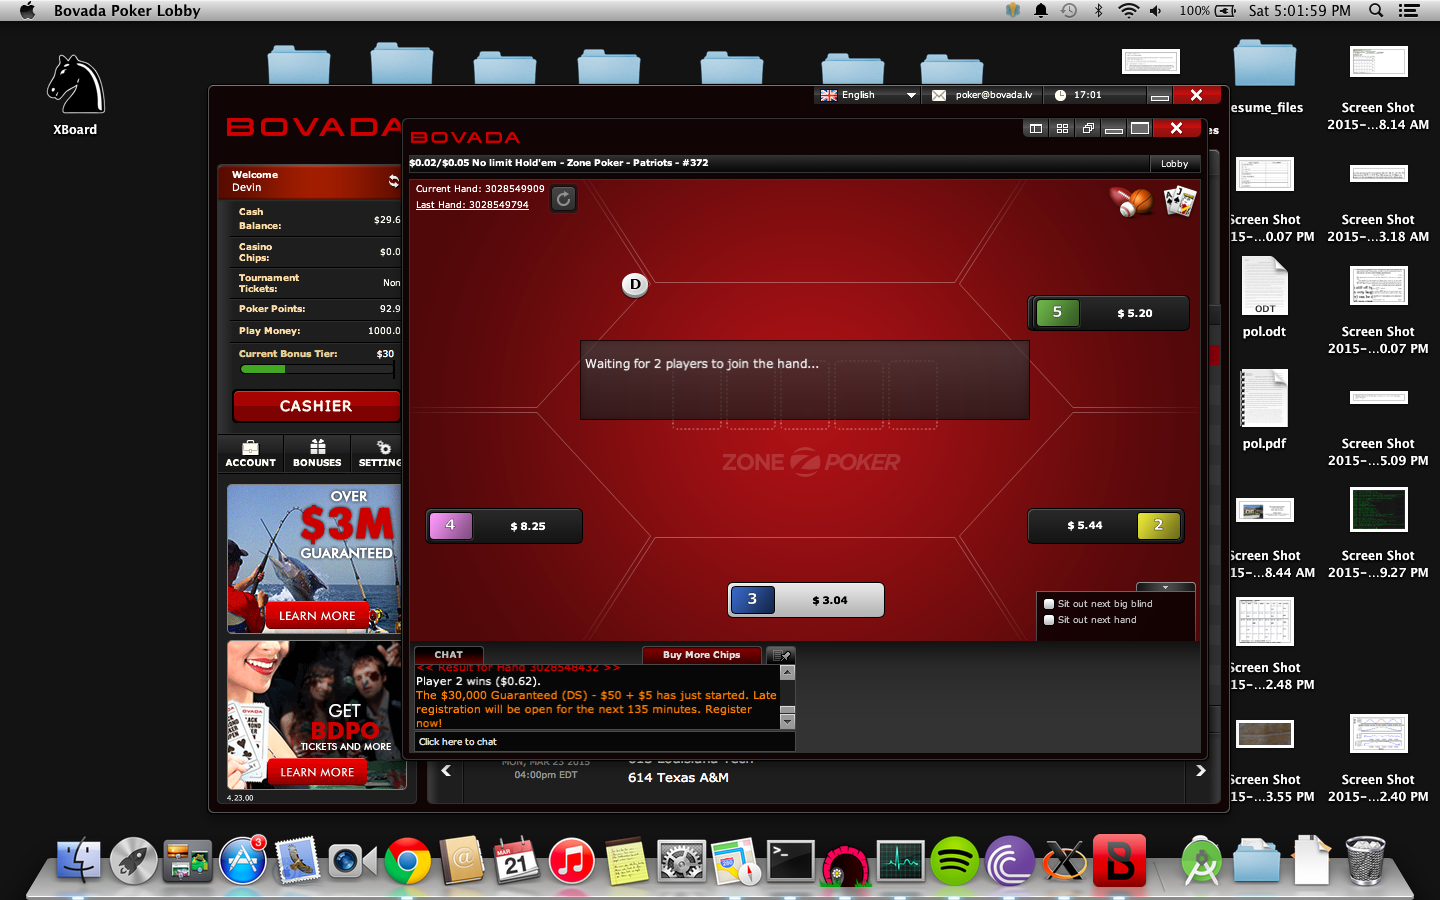 Bovada Poker Lobby
100%
Sat 5:01:59 PM
XBoard
English
poker@bovada.lv
17:01
BOVADA
Welcome
Devin
Cash
Balance:
$29.6
Casino
Chips:
$0.0
Tournament
Tickets:
Non
Poker Points:
92.9
Play Money:
1000.0
Current Bonus Tier:
$30
CASHIER
ACCOUNT
BONUSES
SETTING
OVER
$3M
GUARANTEED
LEARN MORE
GET
BDPO
TICKETS AND MORE
LEARN MORE
4.23.00
BOVADA
$0.02/$0.05 No limit Hold'em - Zone Poker - Patriots - #372
Lobby
Current Hand: 3028549909
Last Hand: 3028549794
D
5
$ 5.20
Waiting for 2 players to join the hand...
ZONE POKER
4
$ 8.25
$ 5.44
2
3
$ 3.04
Sit out next big blind
Sit out next hand
CHAT
Buy More Chips
<< Result for Hand 3028548432 >>
Player 2 wins ($0.62).
The $30,000 Guaranteed (DS) - $50 + $5 has just started. Late
registration will be open for the next 135 minutes. Register
now!
Click here to chat
MON, MAR 23 2015
04:00pm EDT
613 Louisiana Tech
614 Texas A&M
esume_files
Screen Shot
2015-...8.14 AM
Screen Shot
15-...0.07 PM
Screen Shot
2015-...3.18 AM
ODT
pol.odt
Screen Shot
2015-...0.07 PM
pol.pdf
Screen Shot
2015-...5.09 PM
Screen Shot
15-...8.44 AM
Screen Shot
2015-...9.27 PM
Screen Shot
15-...2.48 PM
Screen Shot
15-...3.55 PM
Screen Shot
2015-...2.40 PM
3
MAR
21